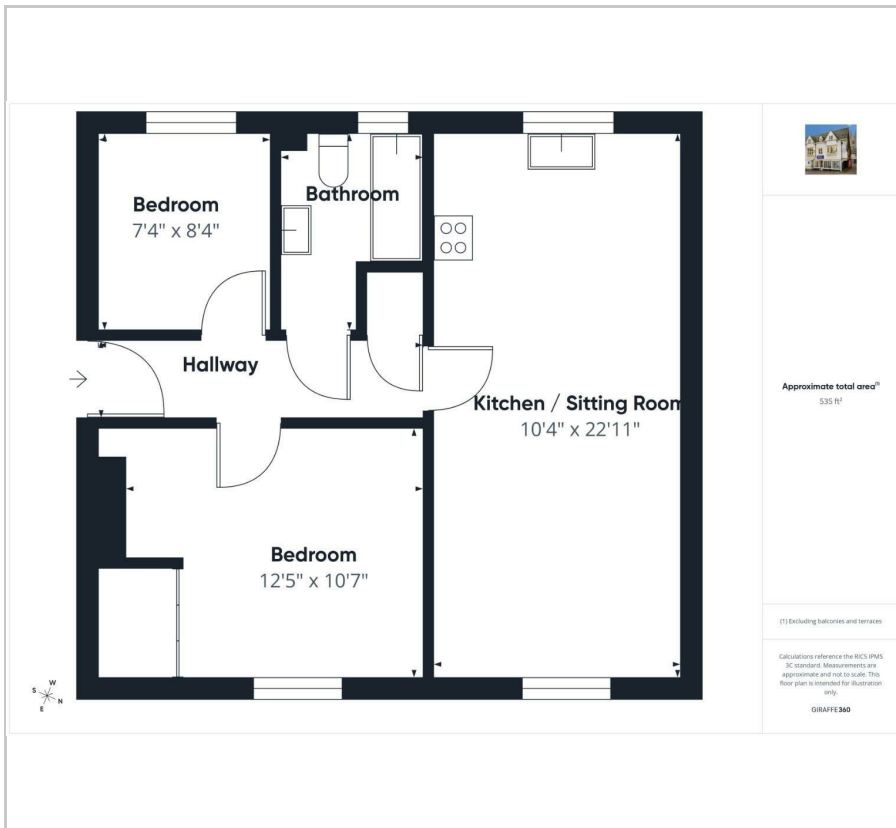 Bedroom
7'4" x 8'4"
Bathroom
Hallway
Kitchen / Sitting Room
10'4" x 22'11"
Bedroom
12'5" x 10'7"
W
S
N
E
Approximate total area(1)
535 ft²
(1) Excluding balconies and terraces
Calculations reference the RICS IPMS
3C standard. Measurements are
approximate and not to scale. This
floor plan is intended for illustration
only.
GIRAFFE360